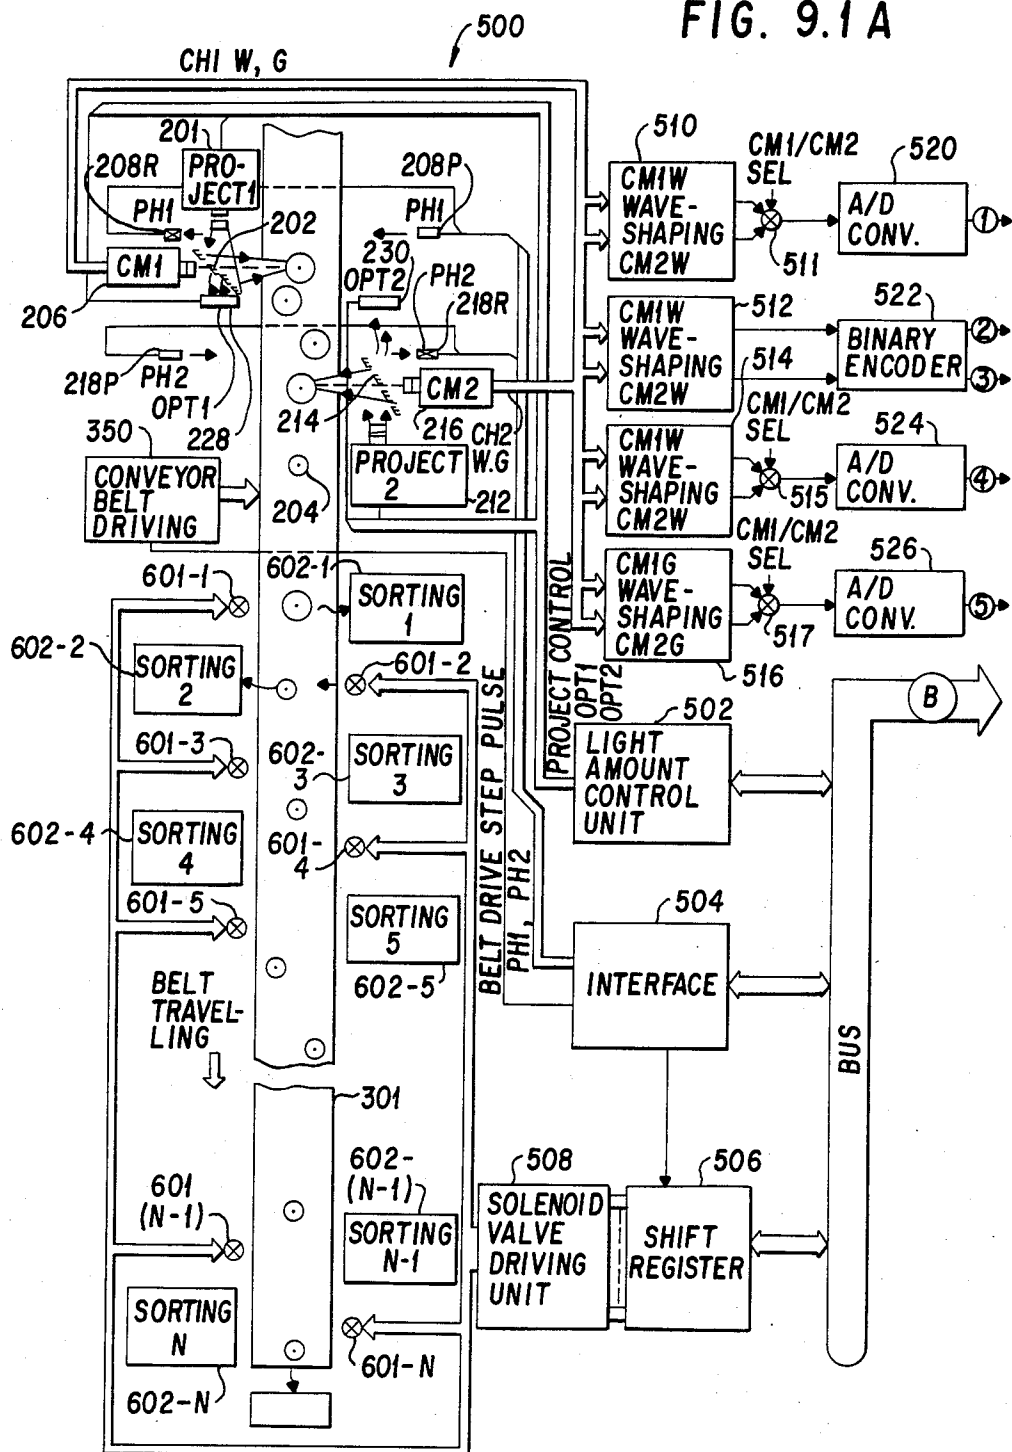 FIG. 9.1A
500
CHI W, G
201
208R
PRO-
JECT1
PH1
202
208P
PH1
CM1
206
230
OPT2
PH2
218R
218P
PH2
OPT1
228
214
CM2
216
CH2
W.G
350
CONVEYOR
BELT
DRIVING
204
PROJECT
2
212
510
CM1W
WAVE-
SHAPING
CM2W
CM1/CM2
SEL
511
520
A/D
CONV.
1
512
CM1W
WAVE-
SHAPING
CM2W
522
BINARY
ENCODER
2
3
514
CM1W
WAVE-
SHAPING
CM2W
CM1/CM2
SEL
515
524
A/D
CONV.
4
CM1G
WAVE-
SHAPING
CM2G
516
CM1/CM2
SEL
517
526
A/D
CONV.
5
601-1
602-1
SORTING
1
602-2
SORTING
2
601-2
601-3
602-
3
SORTING
3
602-4
SORTING
4
601-
4
601-5
SORTING
5
602-5
BELT
TRAVEL-
LING
301
BELT DRIVE STEP PULSE
PH1, PH2
PROJECT CONTROL
OPT1
OPT2
502
LIGHT
AMOUNT
CONTROL
UNIT
B
504
INTERFACE
BUS
601
(N-1)
602-
(N-1)
SORTING
N-1
508
SOLENOID
VALVE
DRIVING
UNIT
506
SHIFT
REGISTER
SORTING
N
602-N
601-N